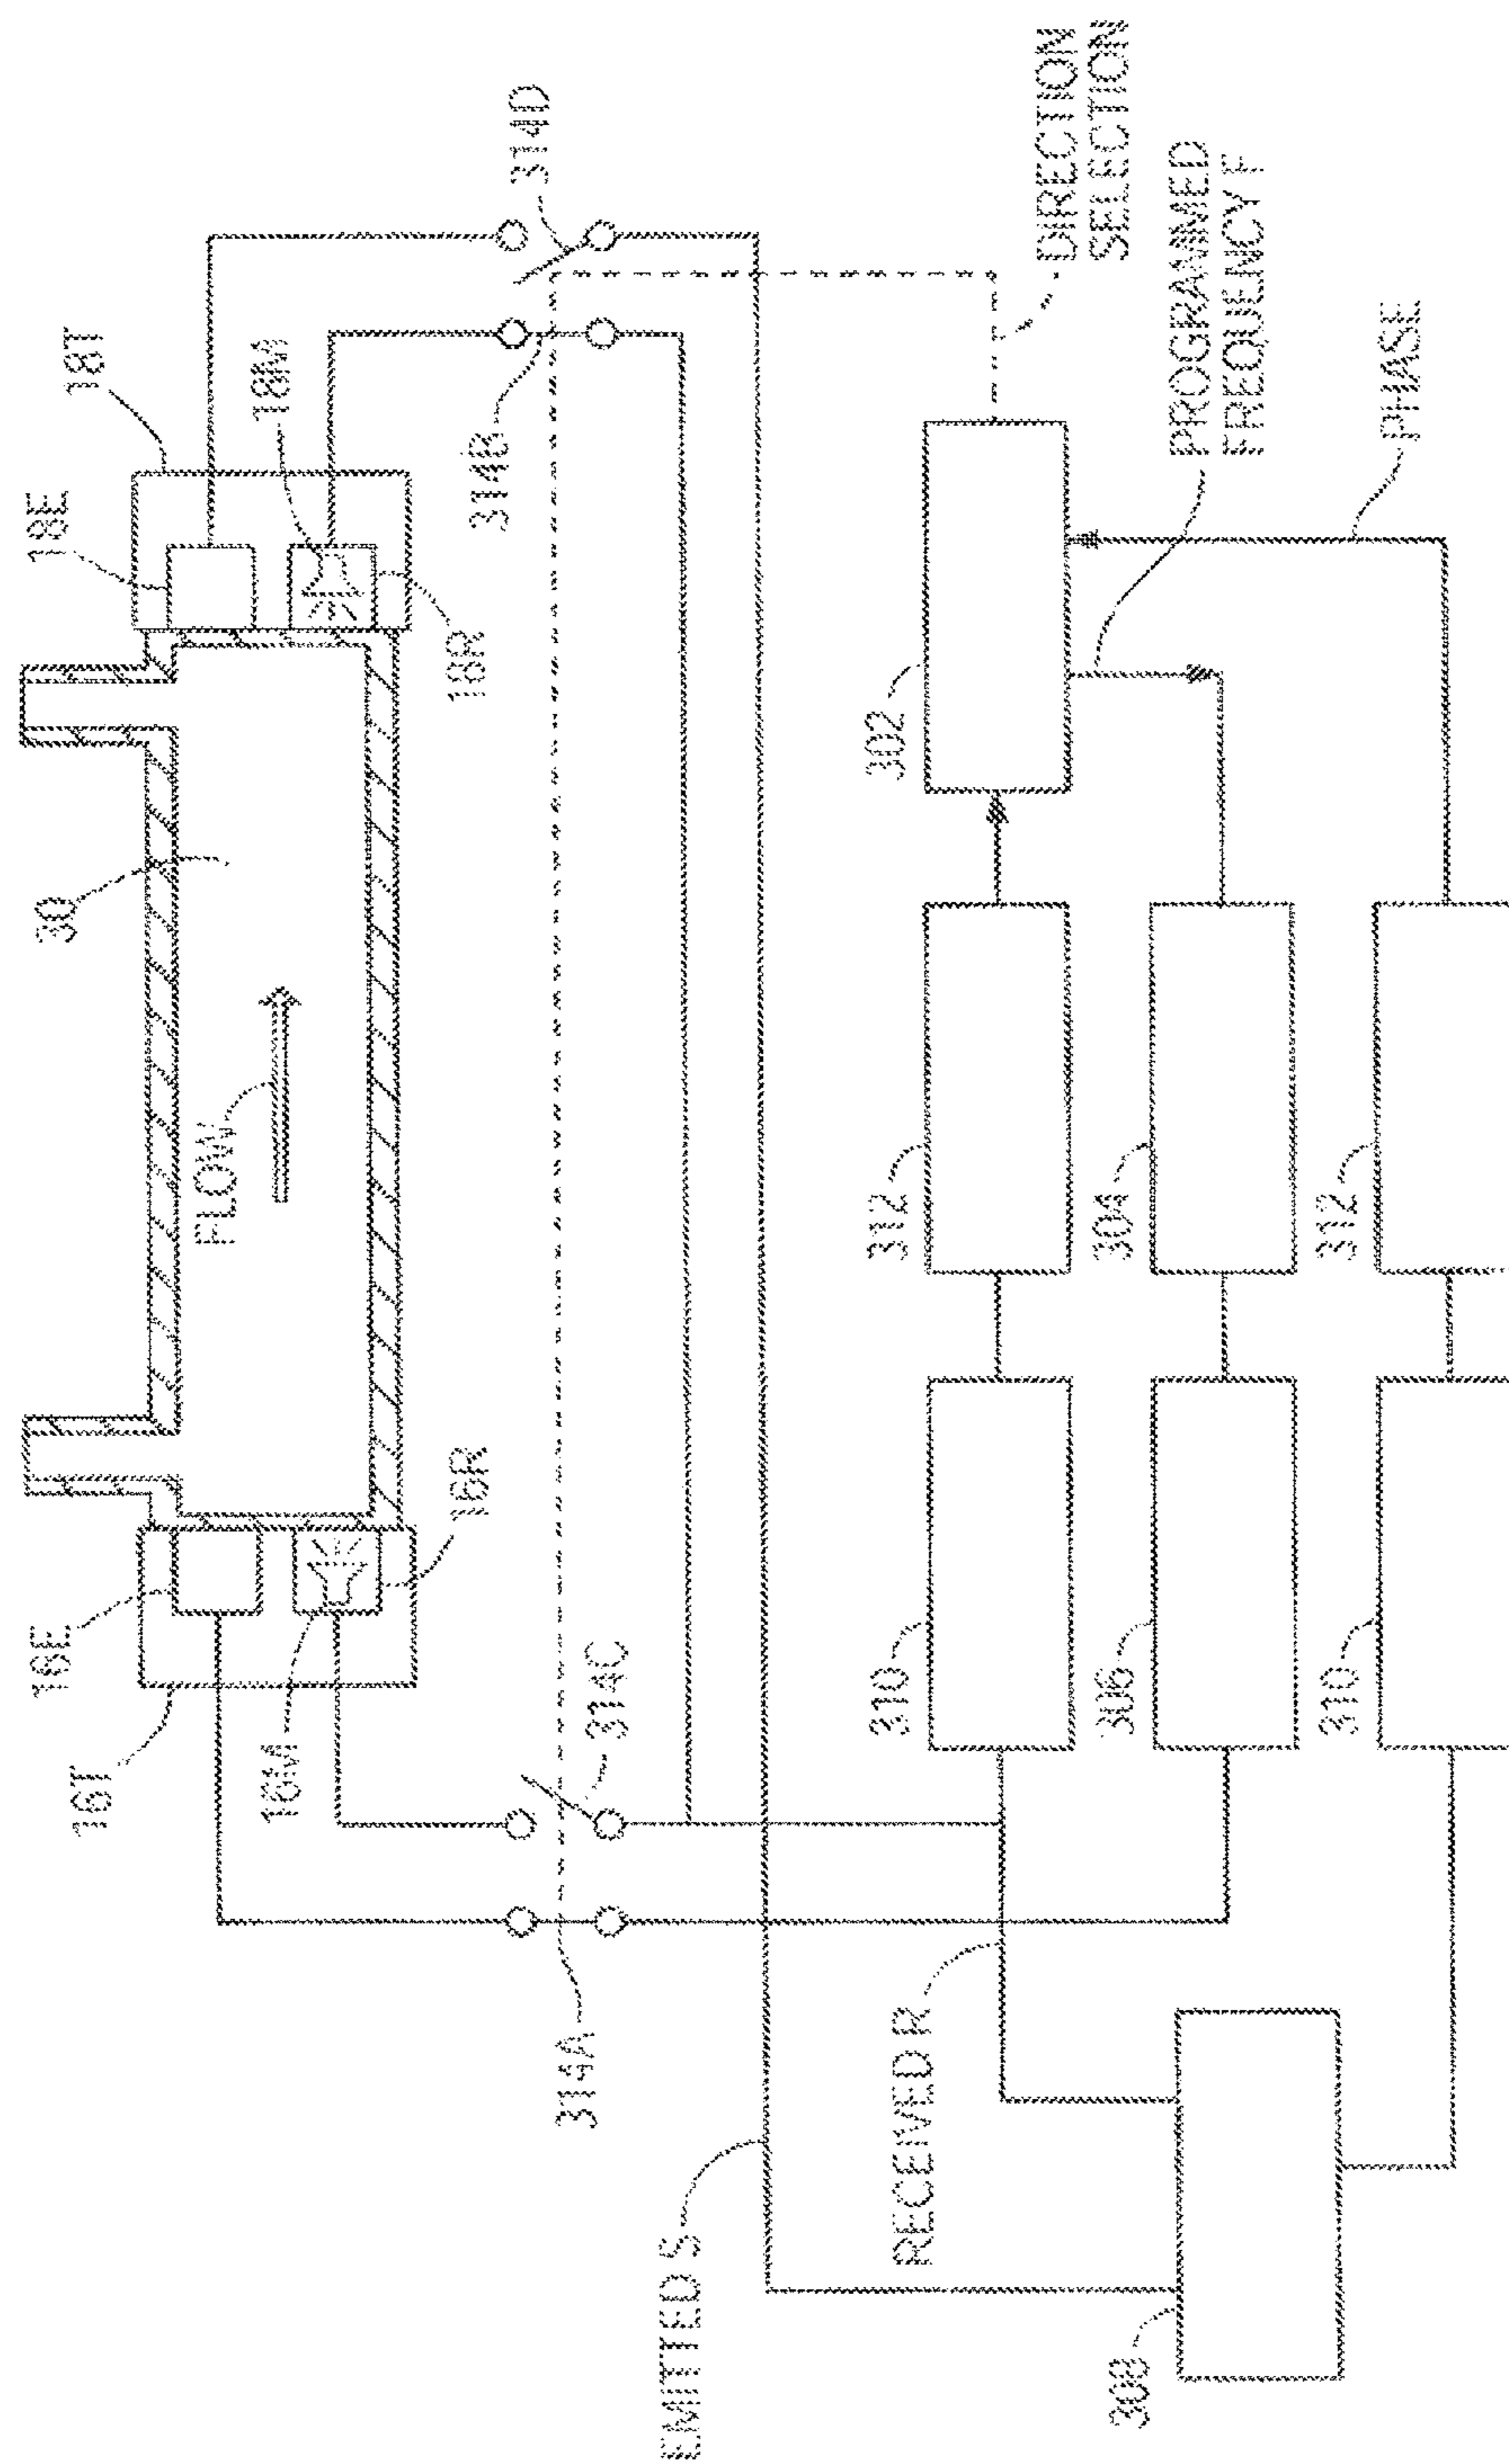 16T
16E
16M
16R
FLOW
30
18E
18T
18M
18R
314A
314C
314B
314D
EMITTED S
RECEIVED R
308
310
312
302
DIRECTION
SELECTION
306
304
PROGRAMED
FREQUENCY F
310
312
PHASE